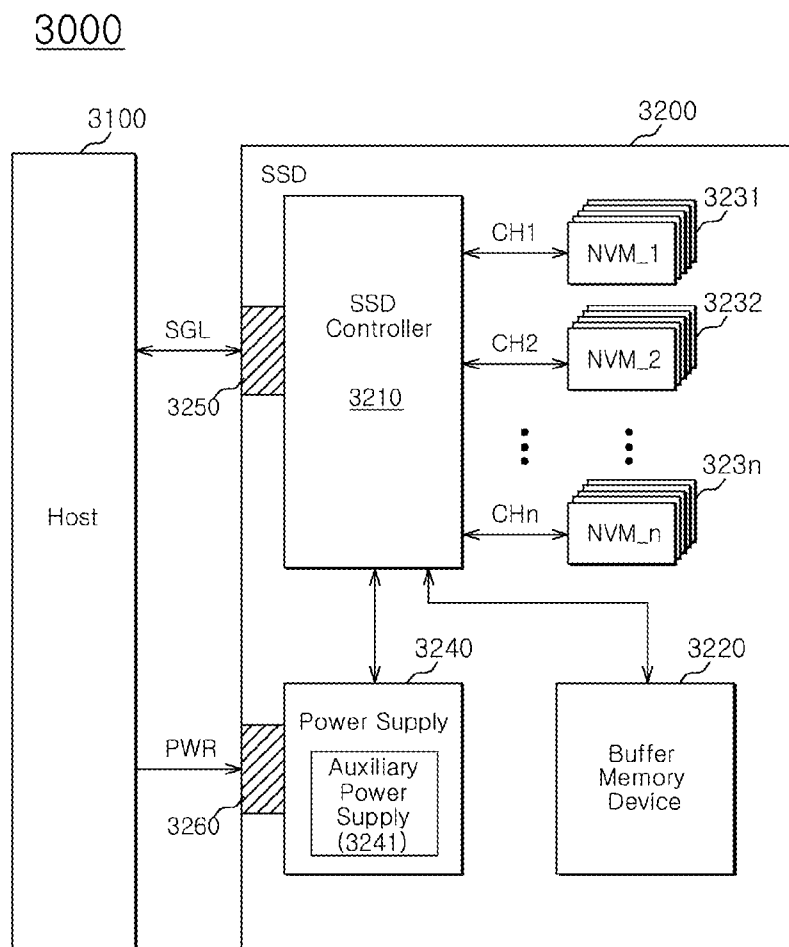 3000
3100
3200
SSD
3231
CH1
NVM_1
SSD
Controller
3210
3232
SGL
CH2
NVM_2
3250
323n
Host
CHn
NVM_n
3240
3220
Power Supply
PWR
Auxiliary
Power
Supply
(3241)
Buffer
Memory
Device
3260